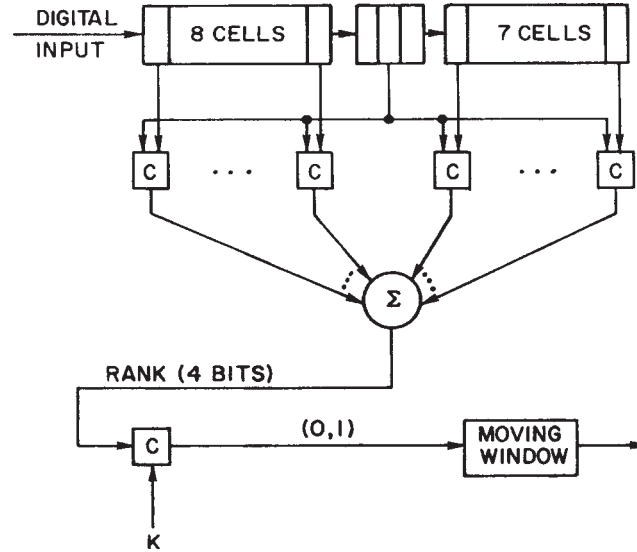 DIGITAL
INPUT
8 CELLS
7 CELLS
C
...
C
C
...
C
Σ
RANK (4 BITS)
C
(0,1)
MOVING
WINDOW
K